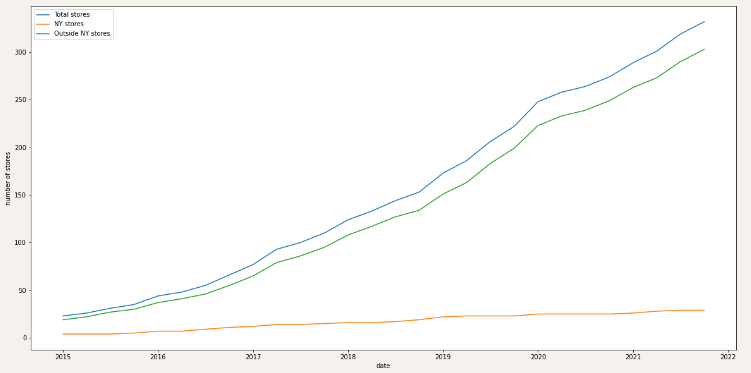 Total stores
NY stores
Outside NY stores
300
250
200
150
100
50
0
number of stores
2015 2016 2017 2018 2019 2020 2021 2022
date